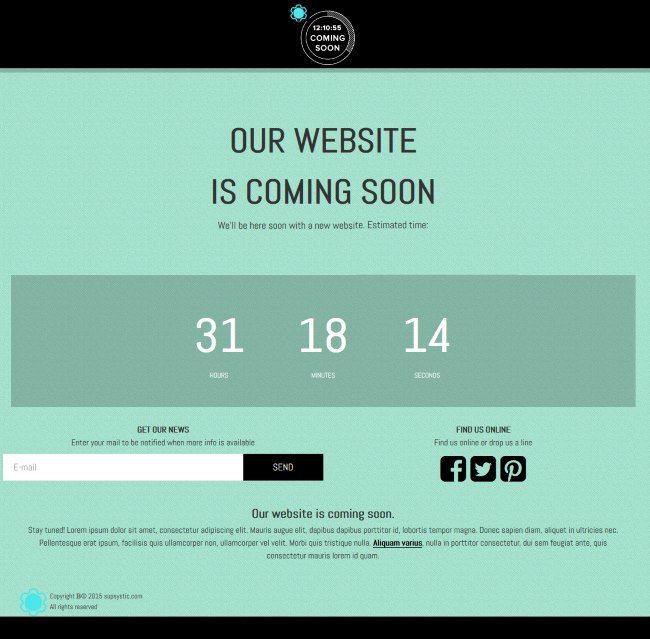 12:10:55
COMING
SOON
OUR WEBSITE
IS COMING SOON
We'll be here soon with a new website. Estimated time:
31 18 14
HOURS MINUTES SECONDS
GET OUR NEWS
Enter your mail to be notified when more info is available
E-mail SEND
FIND US ONLINE
Find us online or drop us a line
Our website is coming soon.
Stay tuned! Lorem ipsum dolor sit amet, consectetur adipiscing elit. Mauris augue elit, dapibus dapibus porttitor id, lobortis tempor magna. Donec sapien diam, aliquet in ultricies nec.
Pellentesque erat ipsum, facilisis quis ullamcorper non, ullamcorper vel velit. Morbi quis tristique nulla. Aliquam varius, nulla in porttitor consectetur, dui sem feugiat ante, quis
consectetur mauris lorem id quam.
Copyright © 2015 supsystic.com
All rights reserved